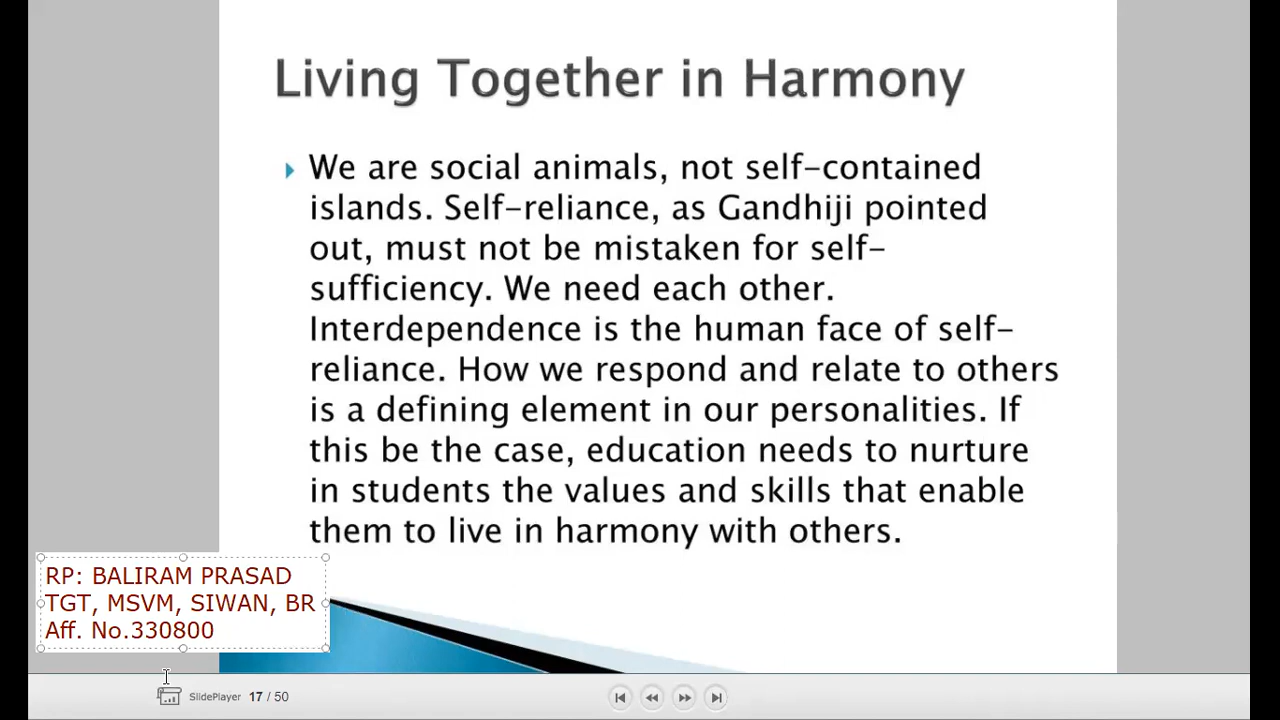 Living Together in Harmony
We are social animals, not self-contained
islands. Self-reliance, as Gandhiji pointed
out, must not be mistaken for self-
sufficiency. We need each other.
Interdependence is the human face of self-
reliance. How we respond and relate to others
is a defining element in our personalities. If
this be the case, education needs to nurture
in students the values and skills that enable
them to live in harmony with others.
RP: BALIRAM PRASAD
TGT, MSVM, SIWAN, BR
Aff. No.330800
SlidePlayer 17 / 50